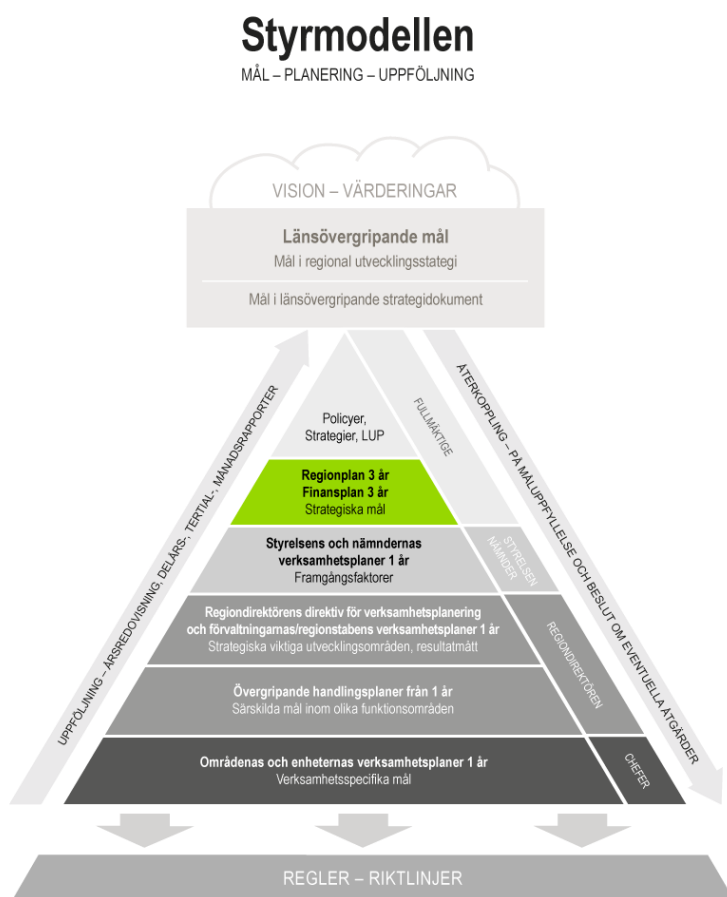 Styrmodellen
MÅL – PLANERING – UPPFÖLJNING
VISION – VÄRDERINGAR
Länsövergripande mål
Mål i regional utvecklingsstategi
Mål i länsövergripande strategidokument
UPPFÖLJNING – ÅRSREDOVISNING, DELÅRS-, TERTIAL-, MÅNADSRAPPORTER
ÅTERKOPPLING – PÅ MÅLUPPFYLLELSE OCH BESLUT OM EVENTUELLA ÅTGÄRDER
Policyer,
Strategier, LUP
FULLMÄKTIGE
Regionplan 3 år
Finansplan 3 år
Strategiska mål
Styrelsens och nämndernas
verksamhetsplaner 1 år
Framgångsfaktorer
STYRELSEN
NÄMNDER
Regiondirektörens direktiv för verksamhetsplanering
och förvaltningarnas/regionstabens verksamhetsplaner 1 år
Strategiska viktiga utvecklingsområden, resultatmått
REGIONDIREKTÖREN
Övergripande handlingsplaner från 1 år
Särskilda mål inom olika funktionsområden
Områdenas och enheternas verksamhetsplaner 1 år
Verksamhetsspecifika mål
CHEFER
REGLER – RIKTLINJER